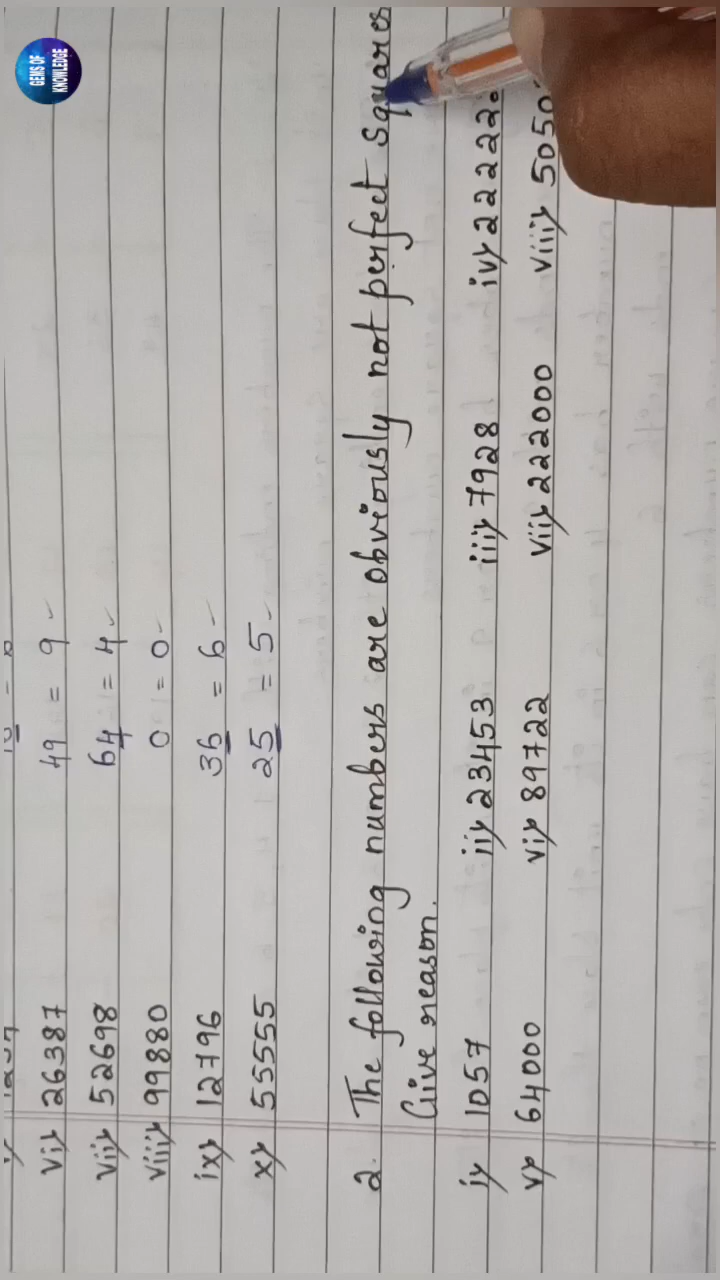 GEMS OF
KNOWLEDGE
vi) 26387 49 = 9
vii) 52698 64 = 4
viii) 99880 0 = 0
ix) 12796 36 = 6
x) 55555 25 = 5
2. The following numbers are obviously not perfect squares
Give reason.
i) 1057 ii) 23453 iii) 7928 iv) 22222
v) 64000 vi) 89722 vii) 222000 viii) 5050